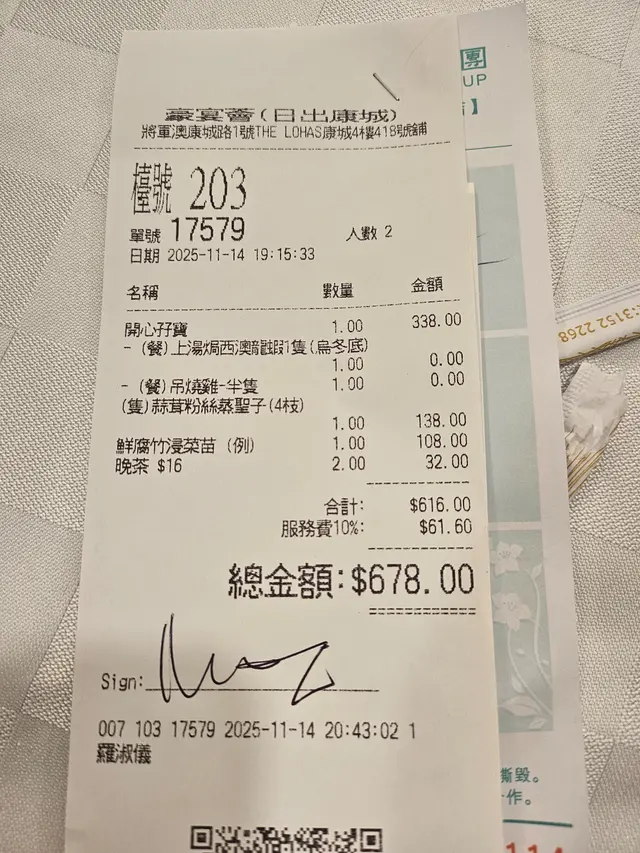 豪宴薈(日出康城)
將軍澳康城路1號THE LOHAS康城4樓418號舖
檯號 203
單號 17579 人數 2
日期 2025-11-14 19:15:33
名稱 數量 金額
開心孖寶 1.00 338.00
- (餐)上湯焗西澳龍蝦1隻(烏冬底)
1.00 0.00
- (餐)吊燒雞-半隻 1.00 0.00
(隻)蒜茸粉絲蒸聖子(4枝)
1.00 138.00
鮮腐竹浸菜苗 (例) 1.00 108.00
晚茶 $16 2.00 32.00
合計: $616.00
服務費10%: $61.60
總金額:$678.00
Sign:
007 103 17579 2025-11-14 20:43:02 1
羅淑儀
專
UP
】
:3152 2268
撕毀。
作。
114